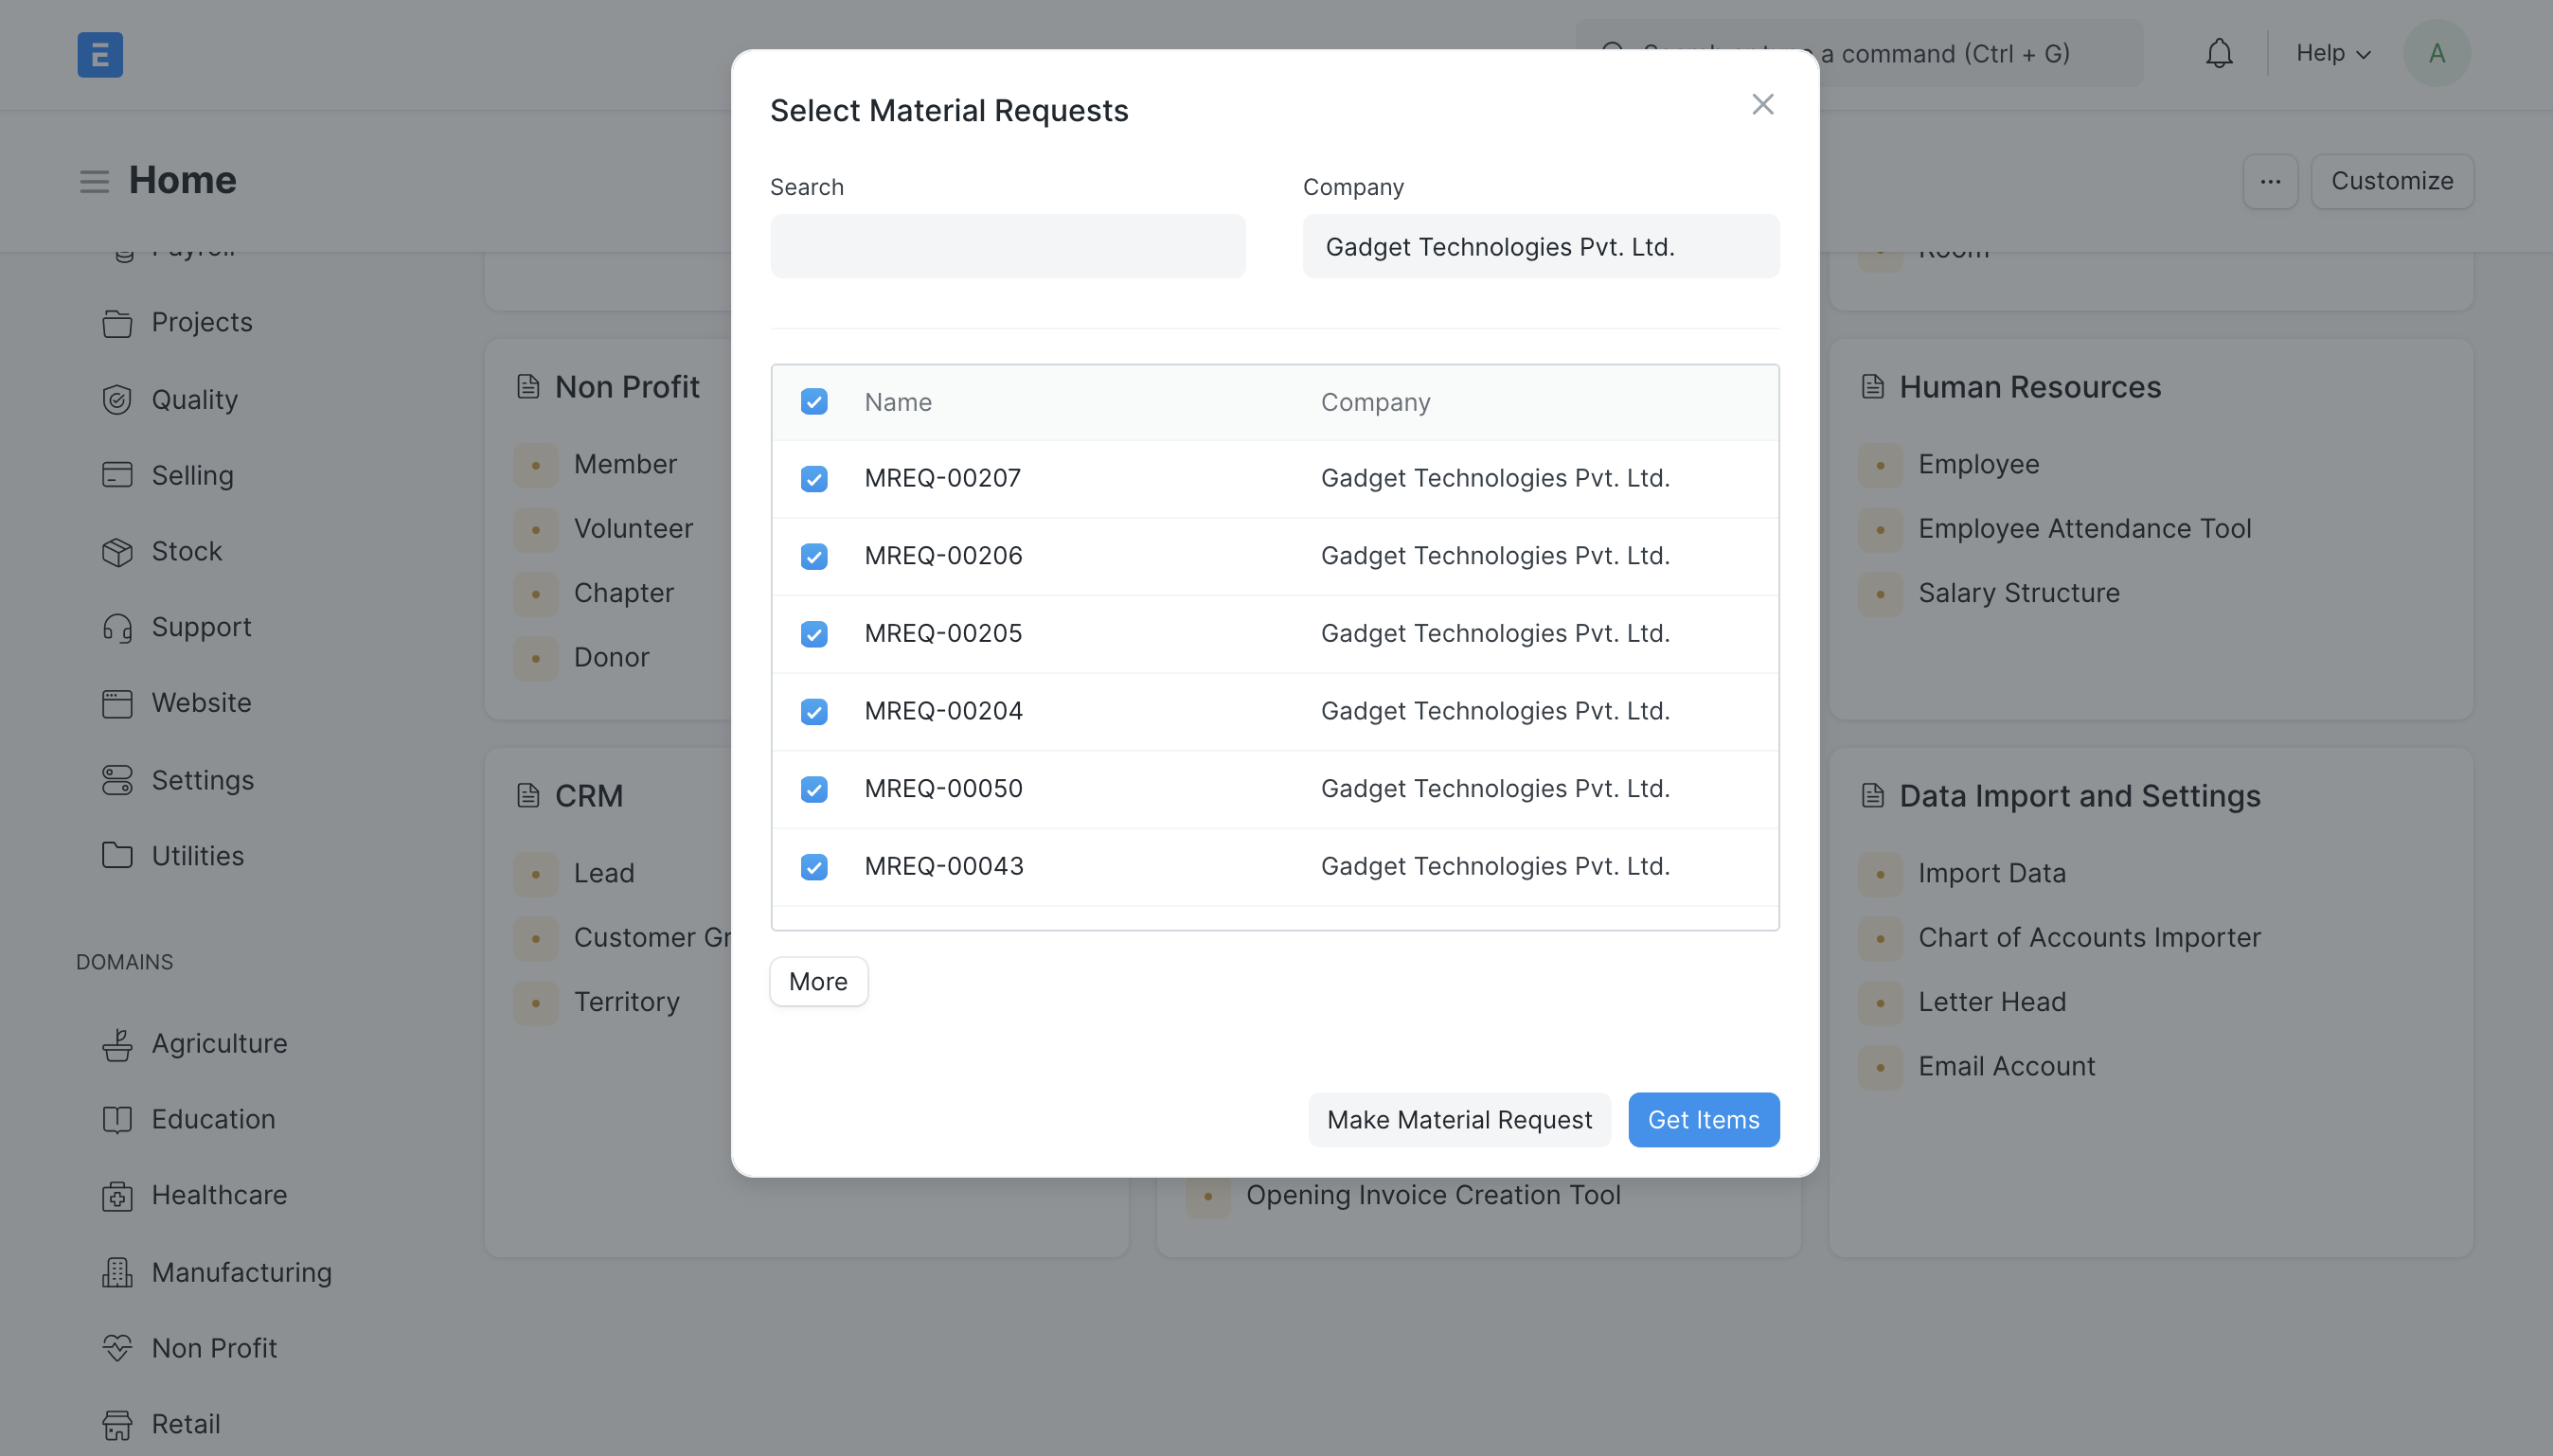 E
a command (Ctrl + G)
Help
A
Home
...
Customize
Select Material Requests
Search
Company
Gadget Technologies Pvt. Ltd.
Name
Company
MREQ-00207
Gadget Technologies Pvt. Ltd.
MREQ-00206
Gadget Technologies Pvt. Ltd.
MREQ-00205
Gadget Technologies Pvt. Ltd.
MREQ-00204
Gadget Technologies Pvt. Ltd.
MREQ-00050
Gadget Technologies Pvt. Ltd.
MREQ-00043
Gadget Technologies Pvt. Ltd.
More
Make Material Request
Get Items
Payroll
Projects
Quality
Selling
Stock
Support
Website
Settings
Utilities
DOMAINS
Agriculture
Education
Healthcare
Manufacturing
Non Profit
Retail
Non Profit
Member
Volunteer
Chapter
Donor
CRM
Lead
Customer Gr
Territory
Opening Invoice Creation Tool
Room
Human Resources
Employee
Employee Attendance Tool
Salary Structure
Data Import and Settings
Import Data
Chart of Accounts Importer
Letter Head
Email Account